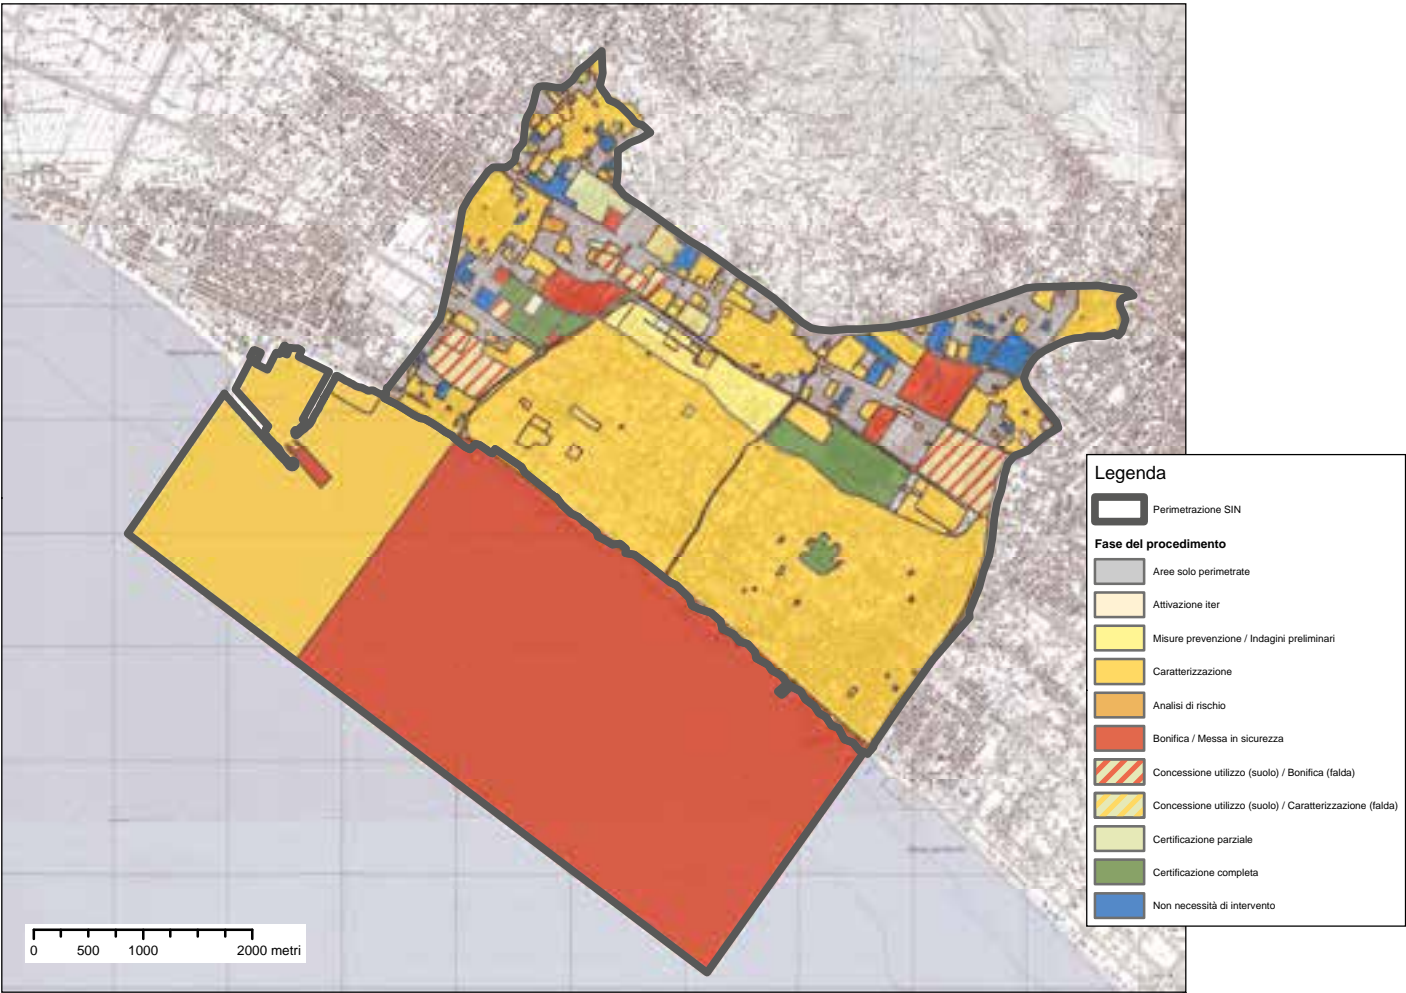 Legenda
Perimetrazione SIN
Fase del procedimento
Aree solo perimetrate
Attivazione iter
Misure prevenzione / Indagini preliminari
Caratterizzazione
Analisi di rischio
Bonifica / Messa in sicurezza
Concessione utilizzo (suolo) / Bonifica (falda)
Concessione utilizzo (suolo) / Caratterizzazione (falda)
Certificazione parziale
Certificazione completa
Non necessità di intervento
0 500 1000 2000 metri